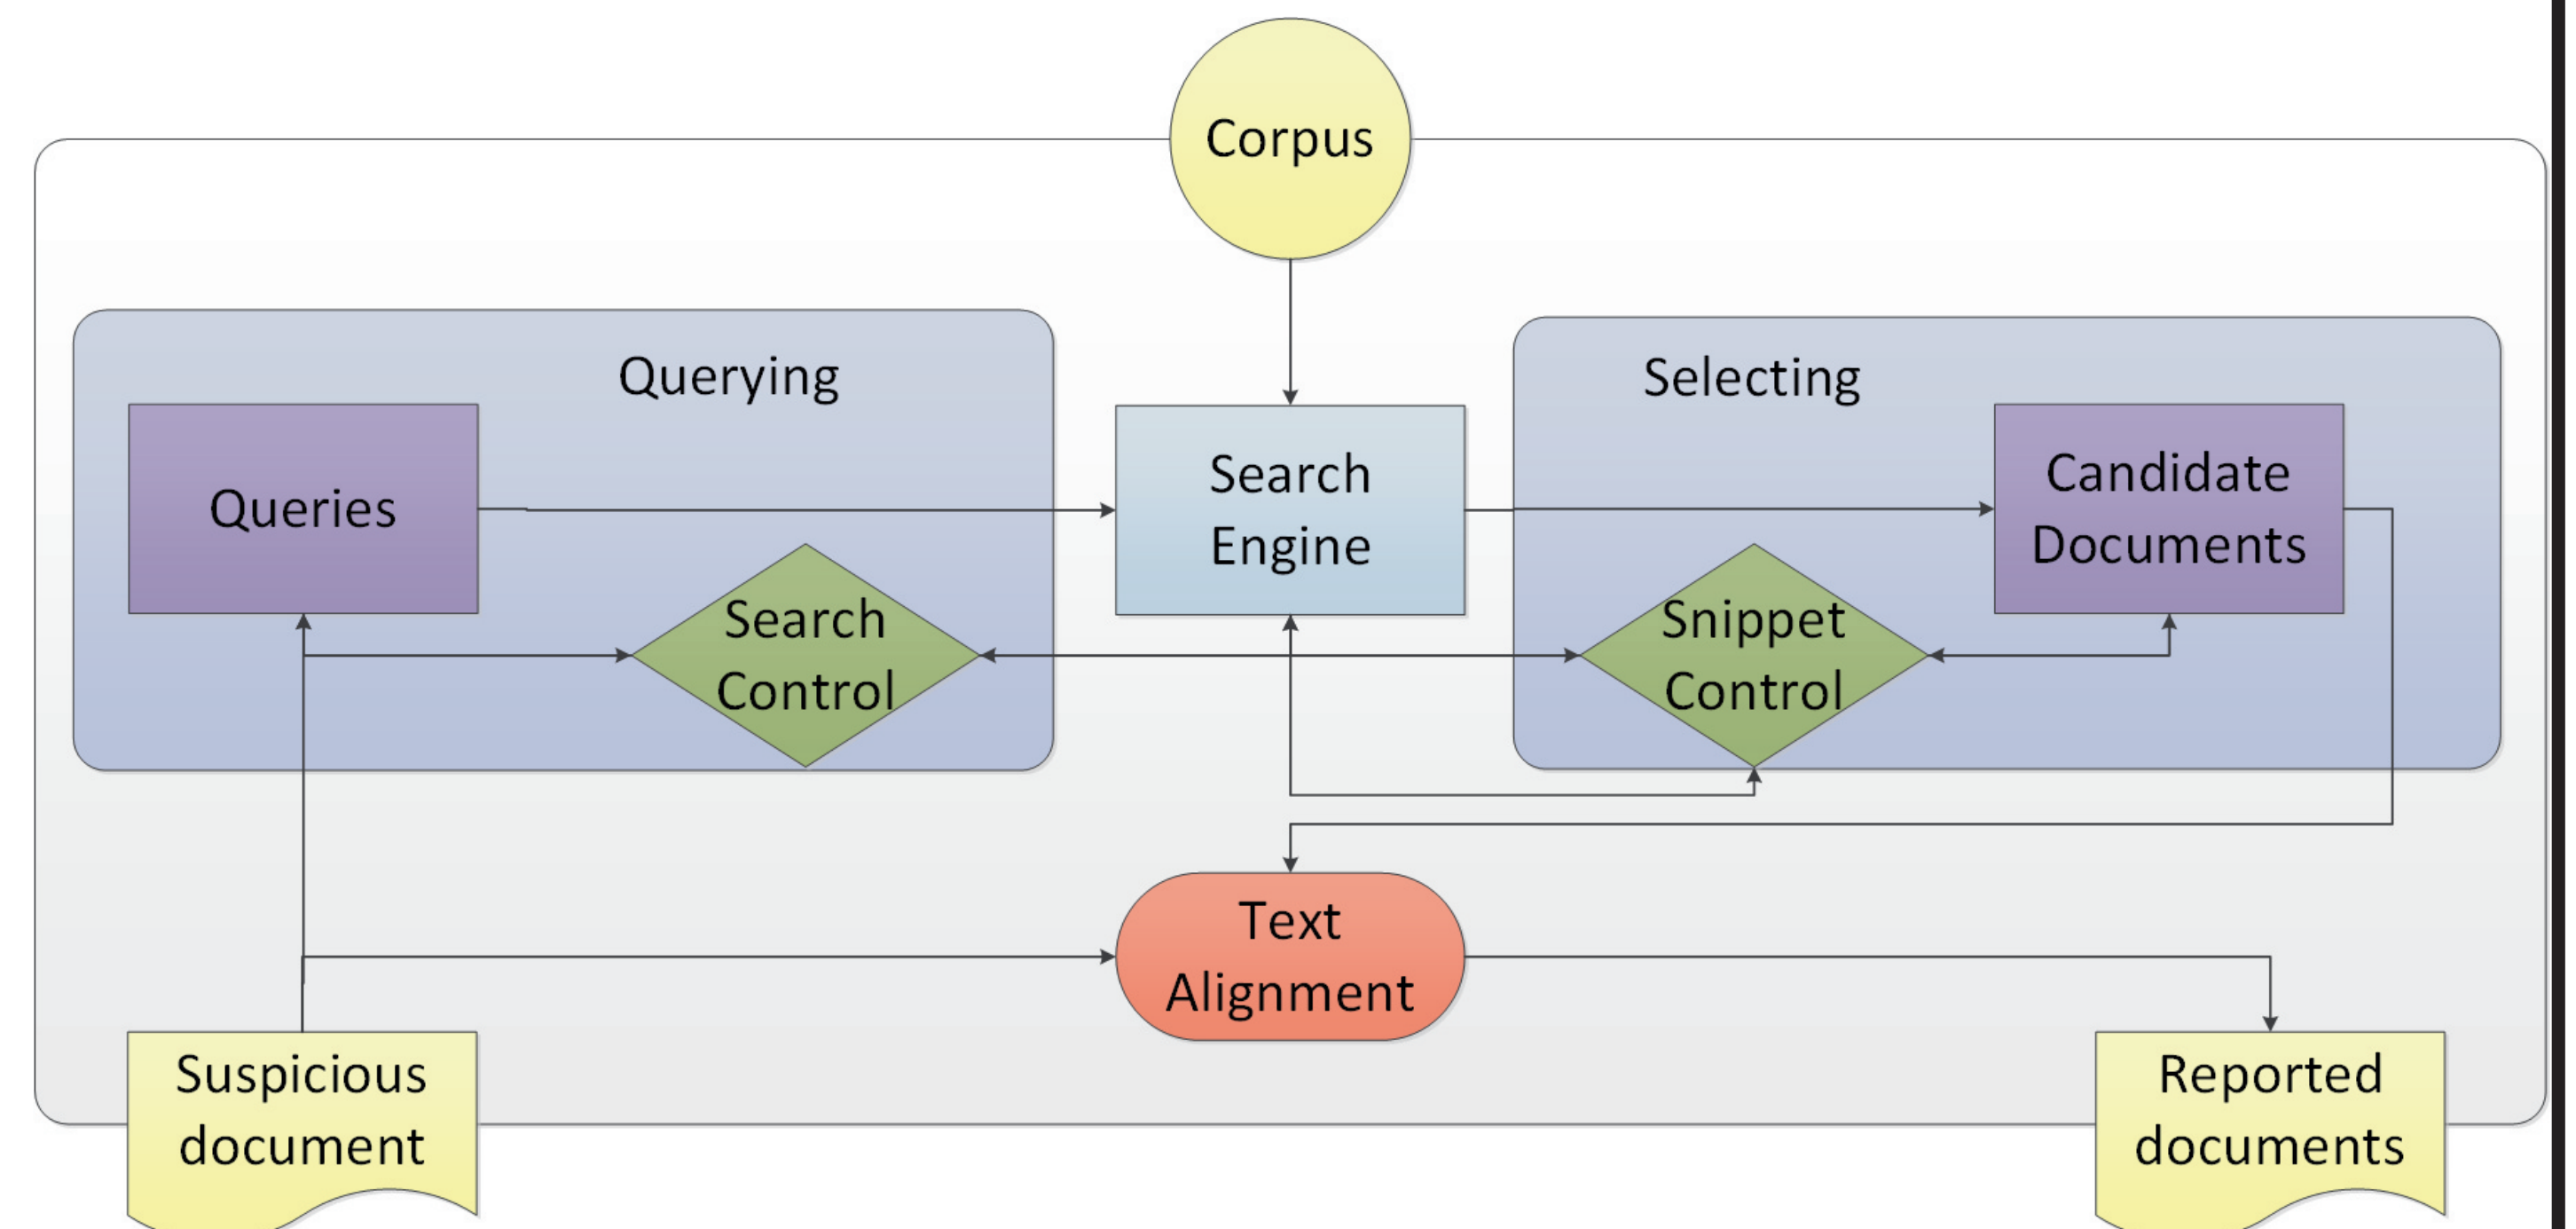 Corpus
Querying
Selecting
Queries
Search
Engine
Candidate
Documents
Search
Control
Snippet
Control
Text
Alignment
Suspicious
document
Reported
documents